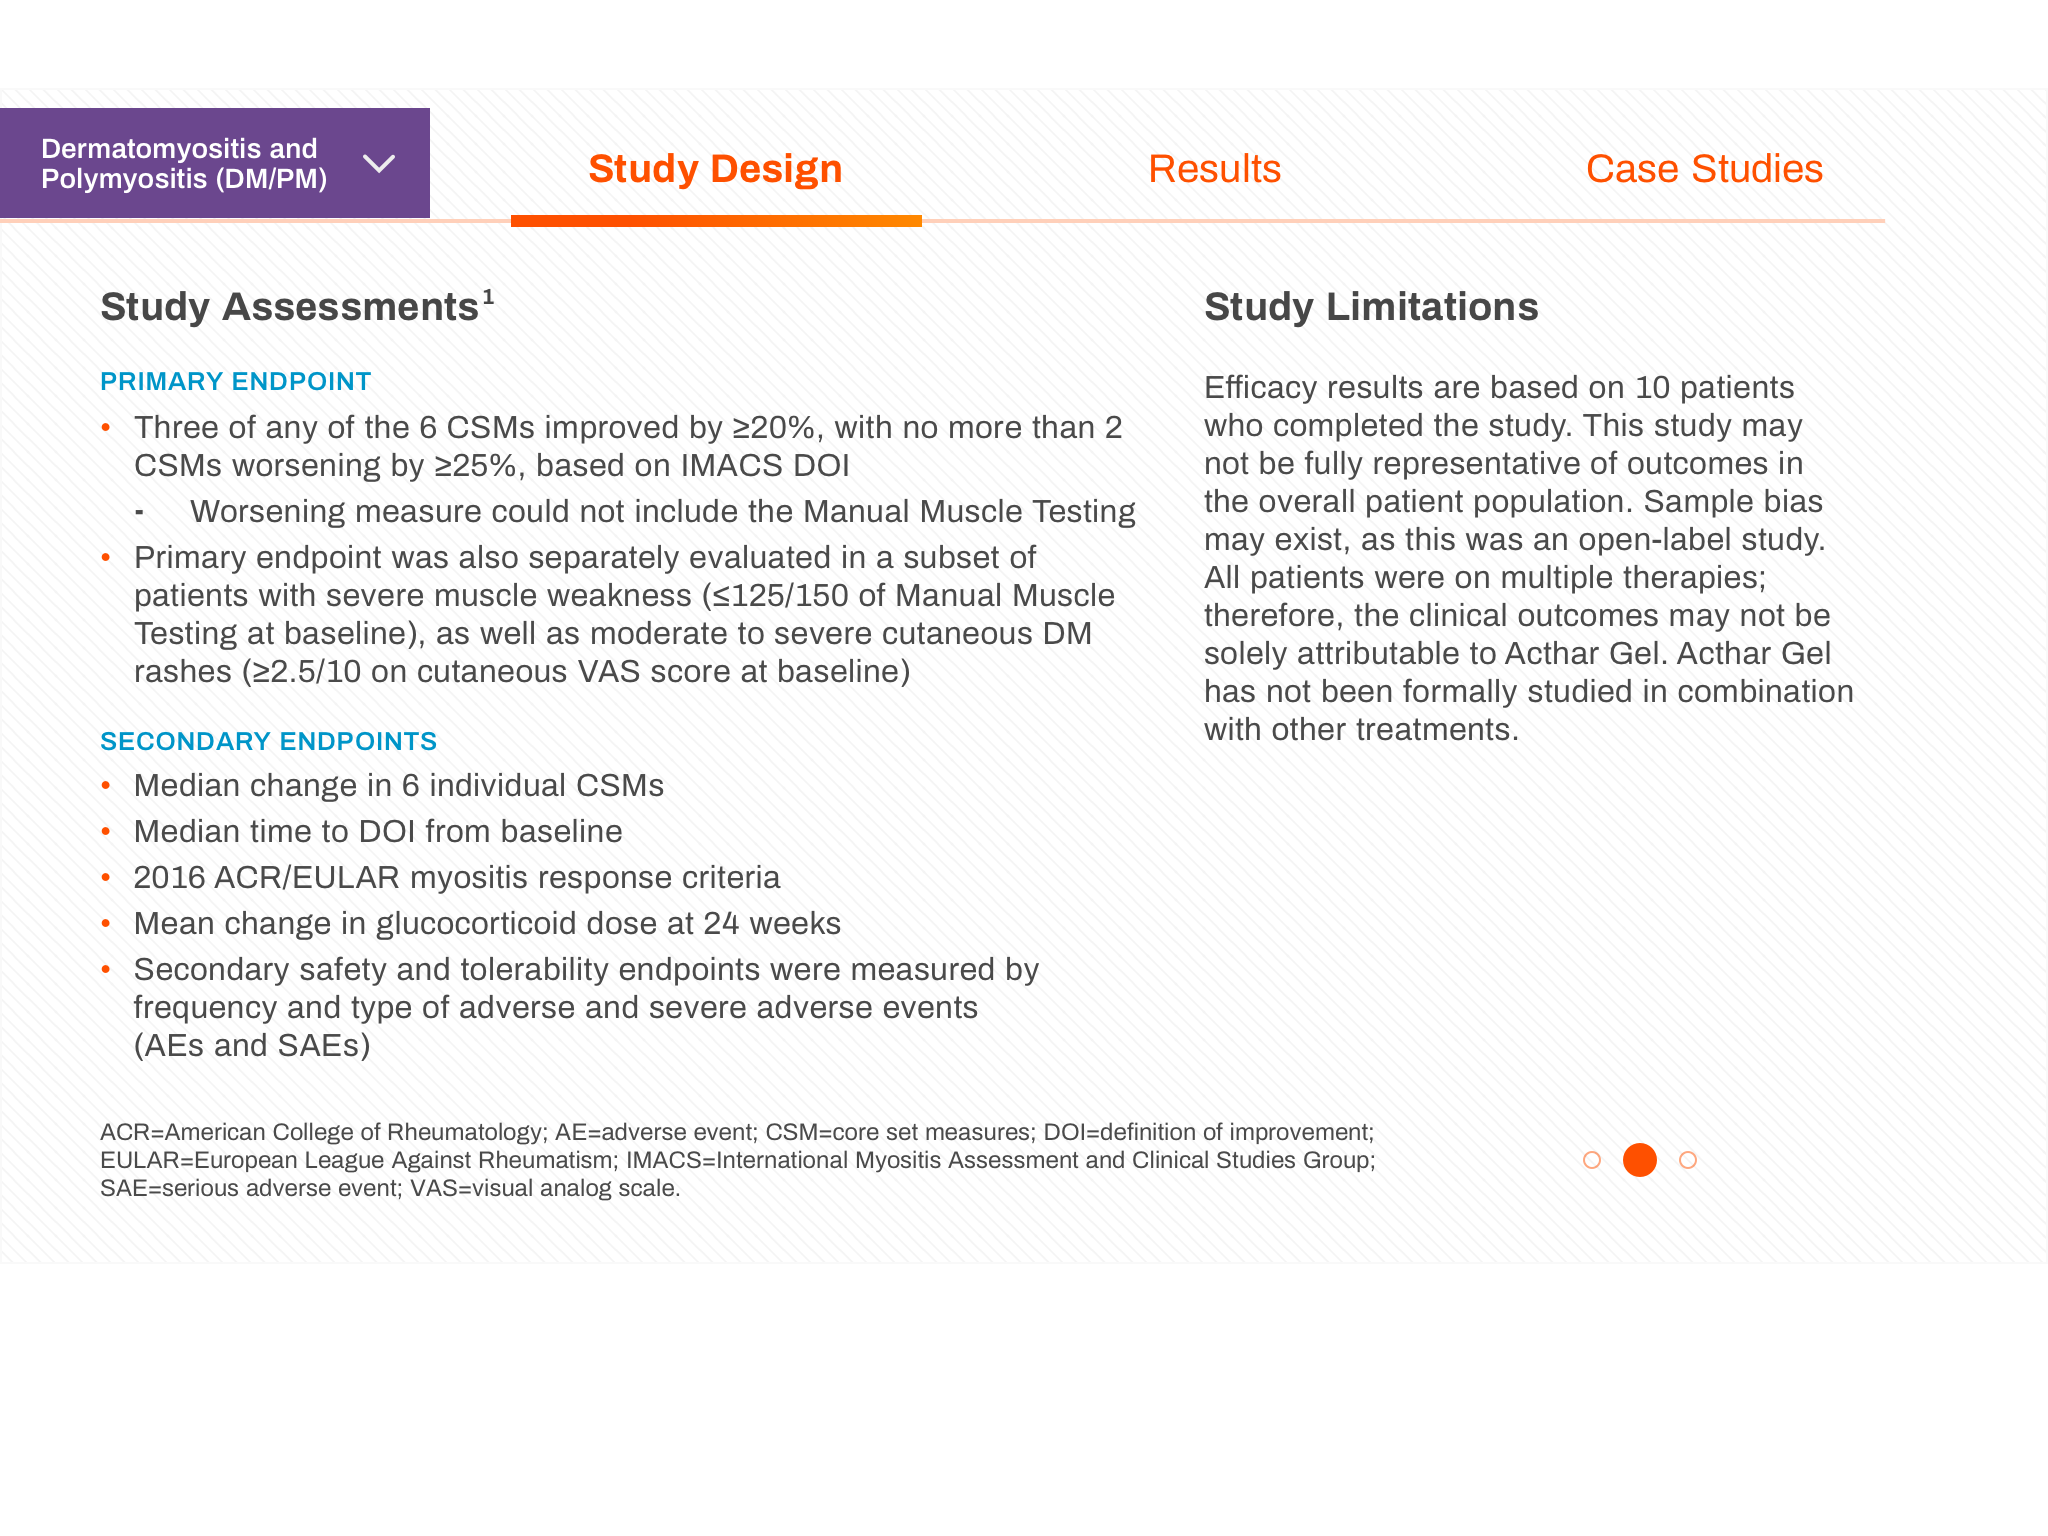 Dermatomyositis and
Polymyositis (DM/PM)
Study Design
Results
Case Studies
Study Assessments¹
PRIMARY ENDPOINT
• Three of any of the 6 CSMs improved by ≥20%, with no more than 2
CSMs worsening by ≥25%, based on IMACS DOI
- Worsening measure could not include the Manual Muscle Testing
• Primary endpoint was also separately evaluated in a subset of
patients with severe muscle weakness (≤125/150 of Manual Muscle
Testing at baseline), as well as moderate to severe cutaneous DM
rashes (≥2.5/10 on cutaneous VAS score at baseline)
SECONDARY ENDPOINTS
• Median change in 6 individual CSMs
• Median time to DOI from baseline
• 2016 ACR/EULAR myositis response criteria
• Mean change in glucocorticoid dose at 24 weeks
• Secondary safety and tolerability endpoints were measured by
frequency and type of adverse and severe adverse events
(AEs and SAEs)
Study Limitations
Efficacy results are based on 10 patients
who completed the study. This study may
not be fully representative of outcomes in
the overall patient population. Sample bias
may exist, as this was an open-label study.
All patients were on multiple therapies;
therefore, the clinical outcomes may not be
solely attributable to Acthar Gel. Acthar Gel
has not been formally studied in combination
with other treatments.
ACR=American College of Rheumatology; AE=adverse event; CSM=core set measures; DOI=definition of improvement;
EULAR=European League Against Rheumatism; IMACS=International Myositis Assessment and Clinical Studies Group;
SAE=serious adverse event; VAS=visual analog scale.